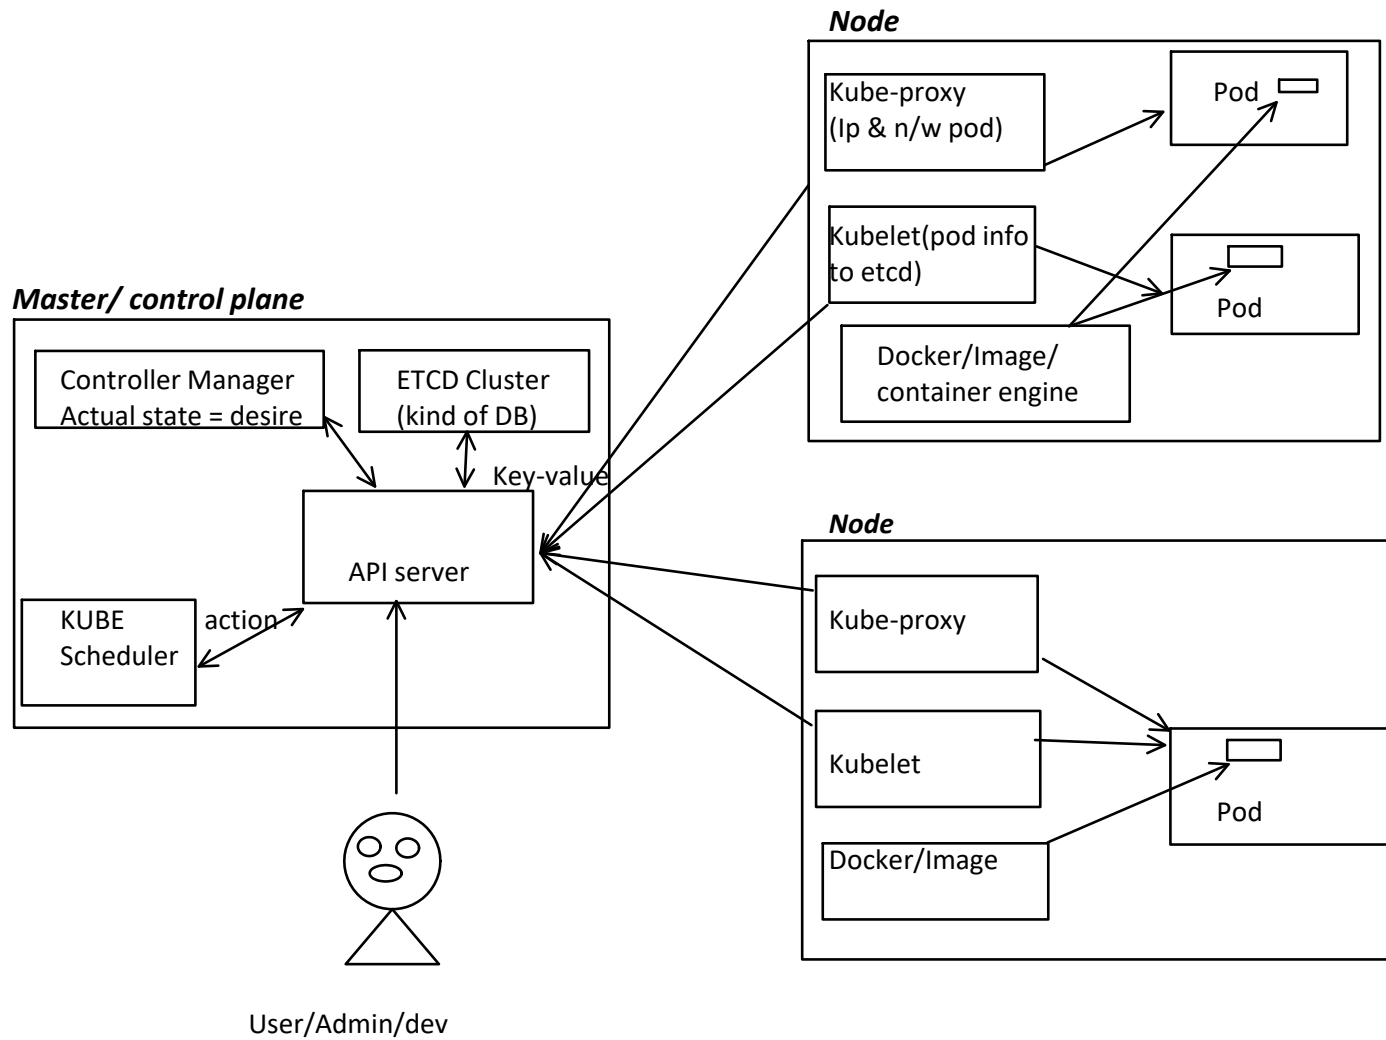 Node
Kube-proxy
(Ip & n/w pod)
Pod
Kubelet(pod info
to etcd)
Pod
Docker/Image/
container engine
Master/ control plane
Controller Manager
Actual state = desire
ETCD Cluster
(kind of DB)
Key-value
API server
KUBE
Scheduler
action
User/Admin/dev
Node
Kube-proxy
Kubelet
Pod
Docker/Image